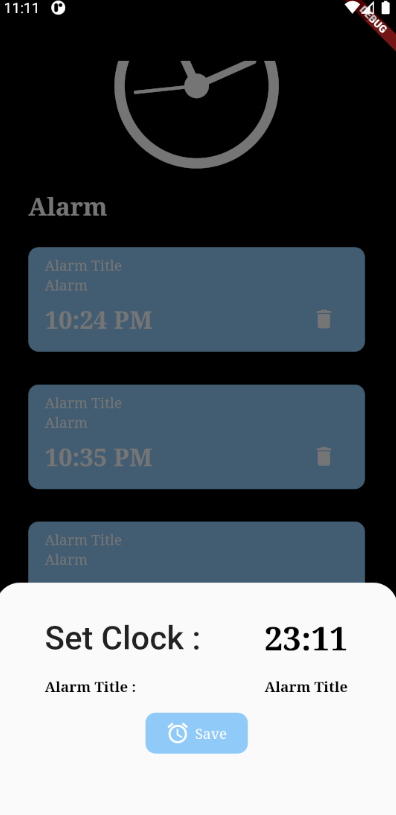 11:11
DEBUG
Alarm
Alarm Title
Alarm
10:24 PM
Alarm Title
Alarm
10:35 PM
Alarm Title
Alarm
Set Clock : 23:11
Alarm Title : Alarm Title
Save